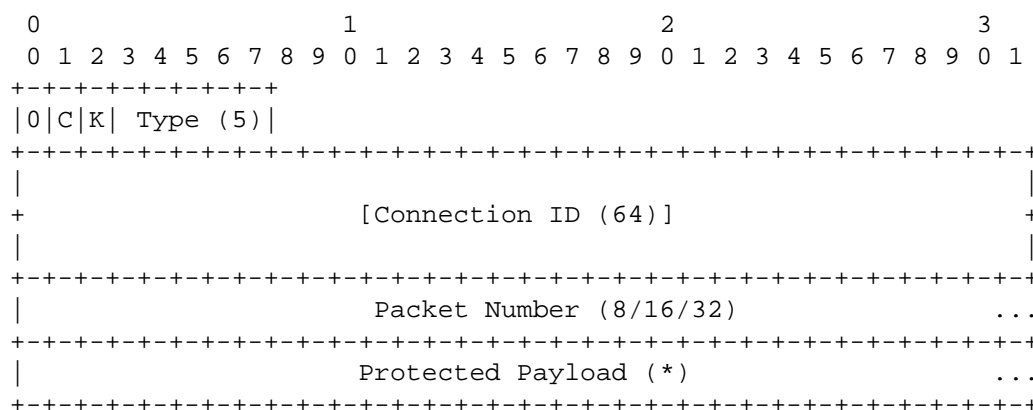 0                   1                   2                   3
 0 1 2 3 4 5 6 7 8 9 0 1 2 3 4 5 6 7 8 9 0 1 2 3 4 5 6 7 8 9 0 1
+-+-+-+-+-+-+-+-+
|0|C|K| Type (5)|
+-+-+-+-+-+-+-+-+-+-+-+-+-+-+-+-+-+-+-+-+-+-+-+-+-+-+-+-+-+-+-+-+
|                                                               |
+                     [Connection ID (64)]                      +
|                                                               |
+-+-+-+-+-+-+-+-+-+-+-+-+-+-+-+-+-+-+-+-+-+-+-+-+-+-+-+-+-+-+-+-+
|                      Packet Number (8/16/32)                ...
+-+-+-+-+-+-+-+-+-+-+-+-+-+-+-+-+-+-+-+-+-+-+-+-+-+-+-+-+-+-+-+-+
|                     Protected Payload (*)                   ...
+-+-+-+-+-+-+-+-+-+-+-+-+-+-+-+-+-+-+-+-+-+-+-+-+-+-+-+-+-+-+-+-+